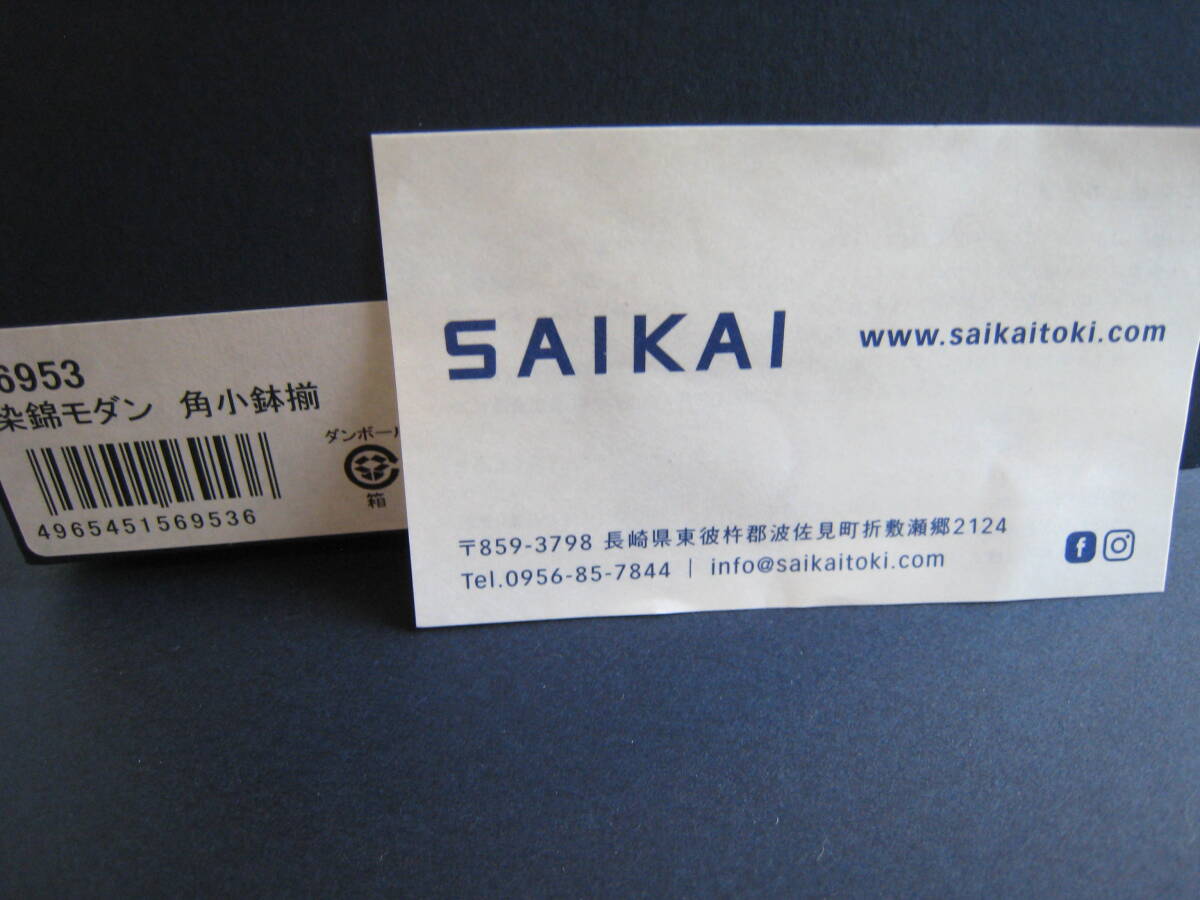 6953
染錦モダン 角小鉢揃
4965451569536
ダンボール
箱
SAIKAI
www.saikaitoki.com
〒859-3798 長崎県東彼杵郡波佐見町折敷瀬郷2124
Tel.0956-85-7844 | info@saikaitoki.com